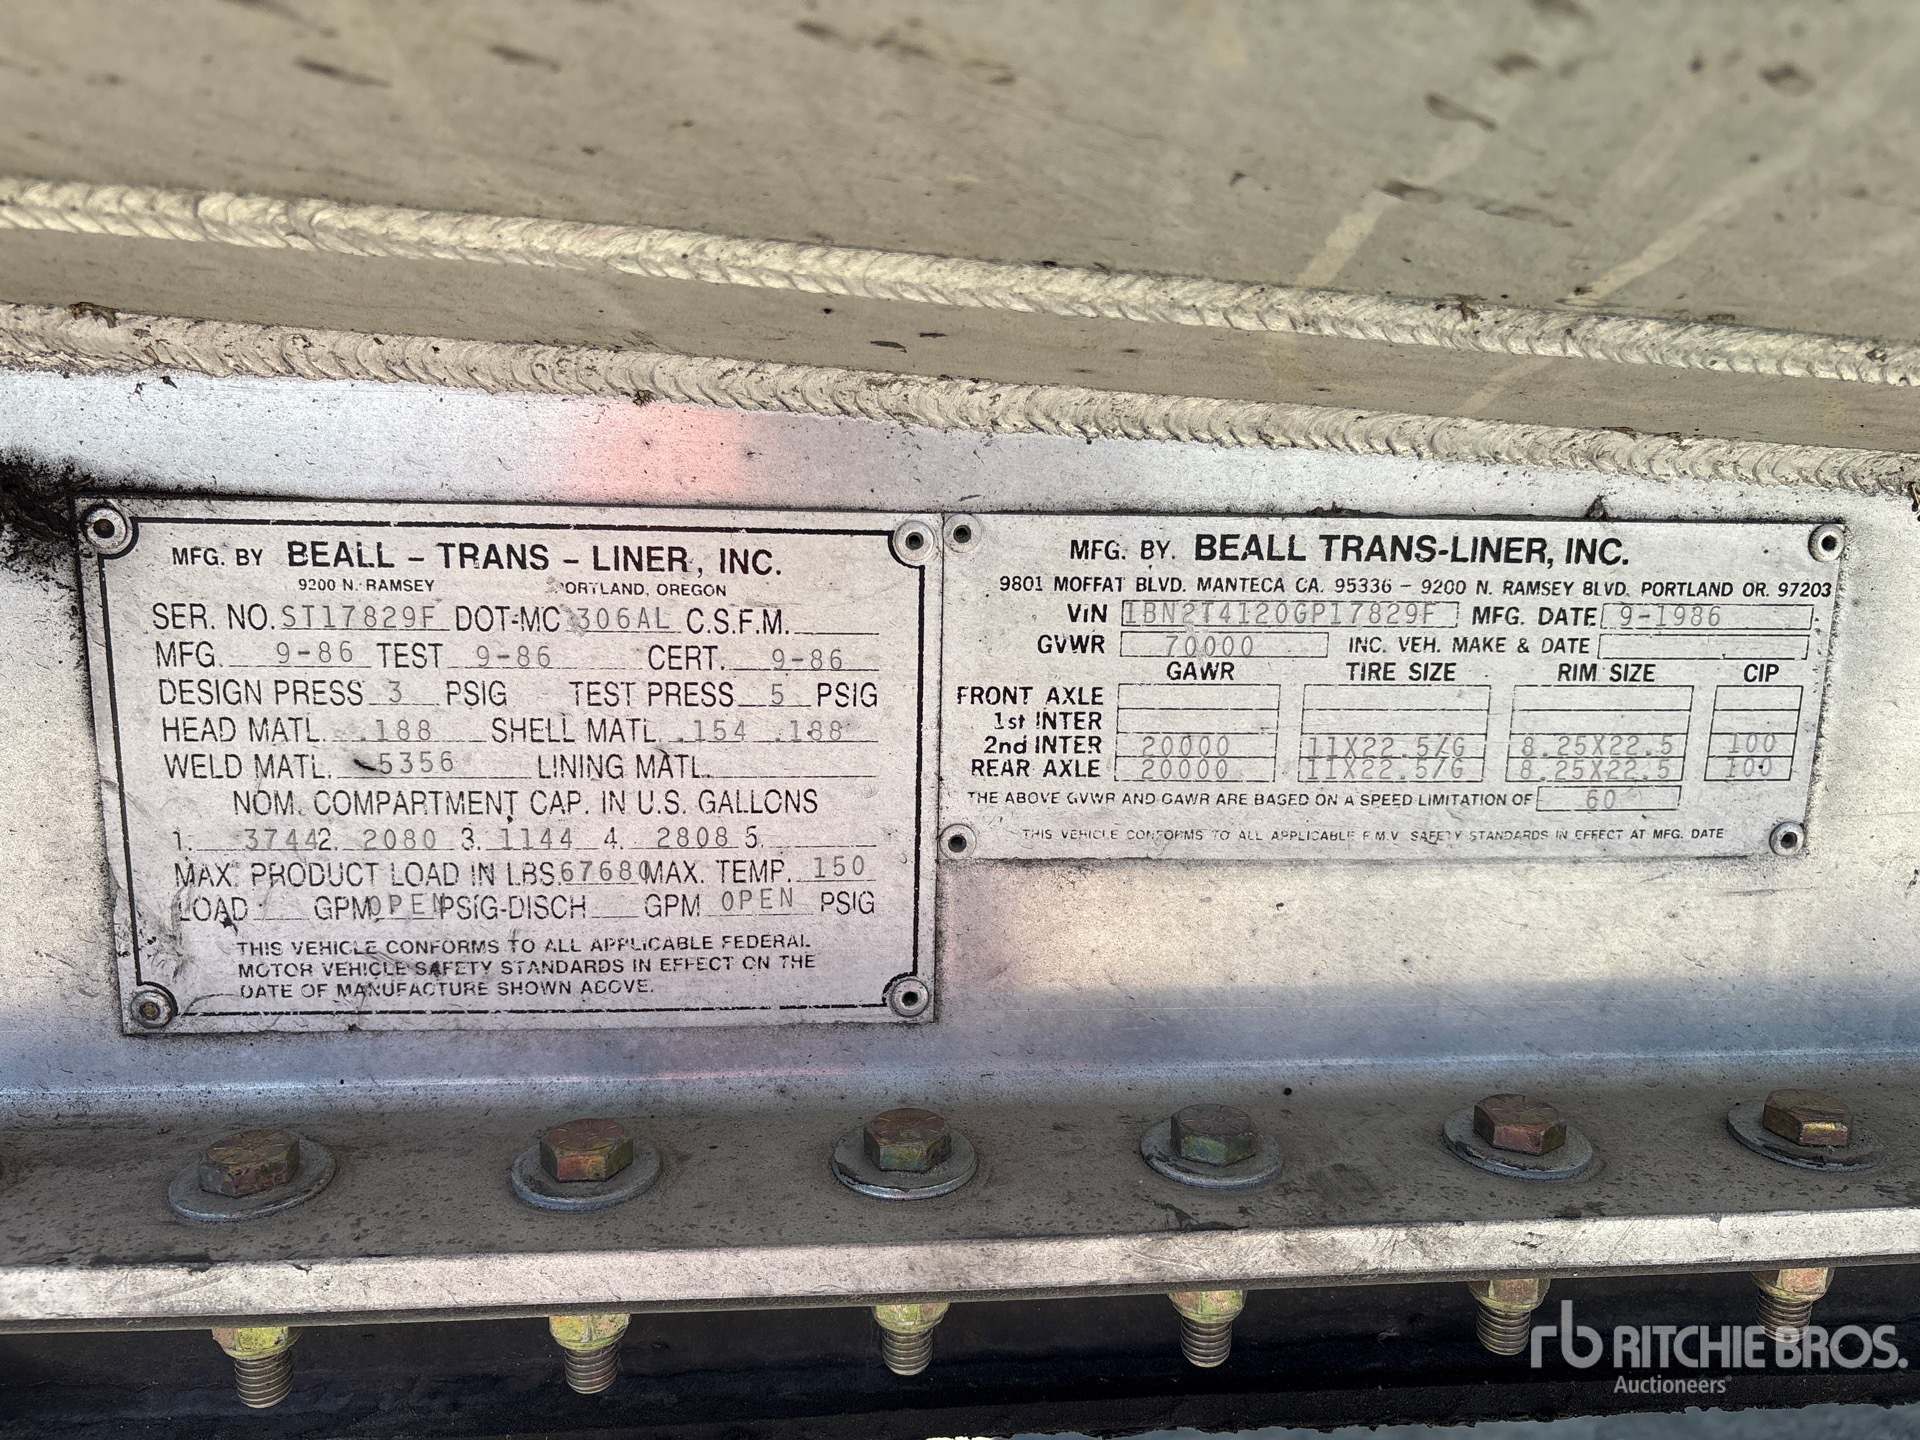 MFG. BY BEALL - TRANS - LINER, INC.
9200 N. RAMSEY PORTLAND, OREGON
SER. NO. ST17829F DOT-MC 306AL C.S.F.M.
MFG. 9-86 TEST 9-86 CERT. 9-86
DESIGN PRESS 3 PSIG TEST PRESS 5 PSIG
HEAD MATL. .188 SHELL MATL. .154 .188
WELD MATL. 5356 LINING MATL.
NOM. COMPARTMENT CAP. IN U.S. GALLONS
1. 3744 2. 2080 3. 1144 4. 2808 5.
MAX. PRODUCT LOAD IN LBS. 67680 MAX. TEMP. 150
LOAD GPM OPEN PSIG-DISCH GPM OPEN PSIG
THIS VEHICLE CONFORMS TO ALL APPLICABLE FEDERAL
MOTOR VEHICLE SAFETY STANDARDS IN EFFECT ON THE
DATE OF MANUFACTURE SHOWN ABOVE.
MFG. BY. BEALL TRANS-LINER, INC.
9801 MOFFAT BLVD. MANTECA CA. 95336 - 9200 N. RAMSEY BLVD. PORTLAND OR. 97203
VIN 1BN2T4120GP17829F MFG. DATE 9-1986
GVWR 70000 INC. VEH. MAKE & DATE
GAWR TIRE SIZE RIM SIZE CIP
FRONT AXLE
1st INTER
2nd INTER 20000 11X22.5/G 8.25X22.5 100
REAR AXLE 20000 11X22.5/G 8.25X22.5 100
THE ABOVE GVWR AND GAWR ARE BASED ON A SPEED LIMITATION OF 60
THIS VEHICLE CONFORMS TO ALL APPLICABLE F.M.V. SAFETY STANDARDS IN EFFECT AT MFG. DATE
rb RITCHIE BROS.
Auctioneers